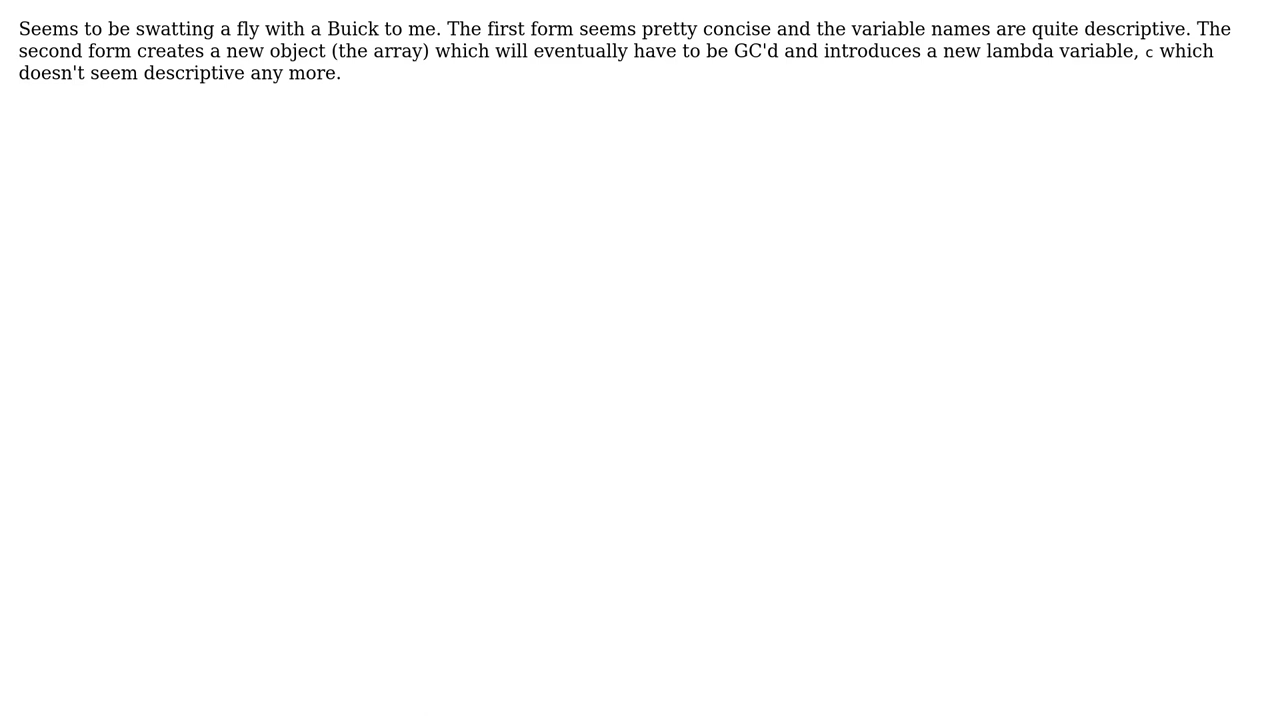 Seems to be swatting a fly with a Buick to me. The first form seems pretty concise and the variable names are quite descriptive. The
second form creates a new object (the array) which will eventually have to be GC'd and introduces a new lambda variable, c which
doesn't seem descriptive any more.